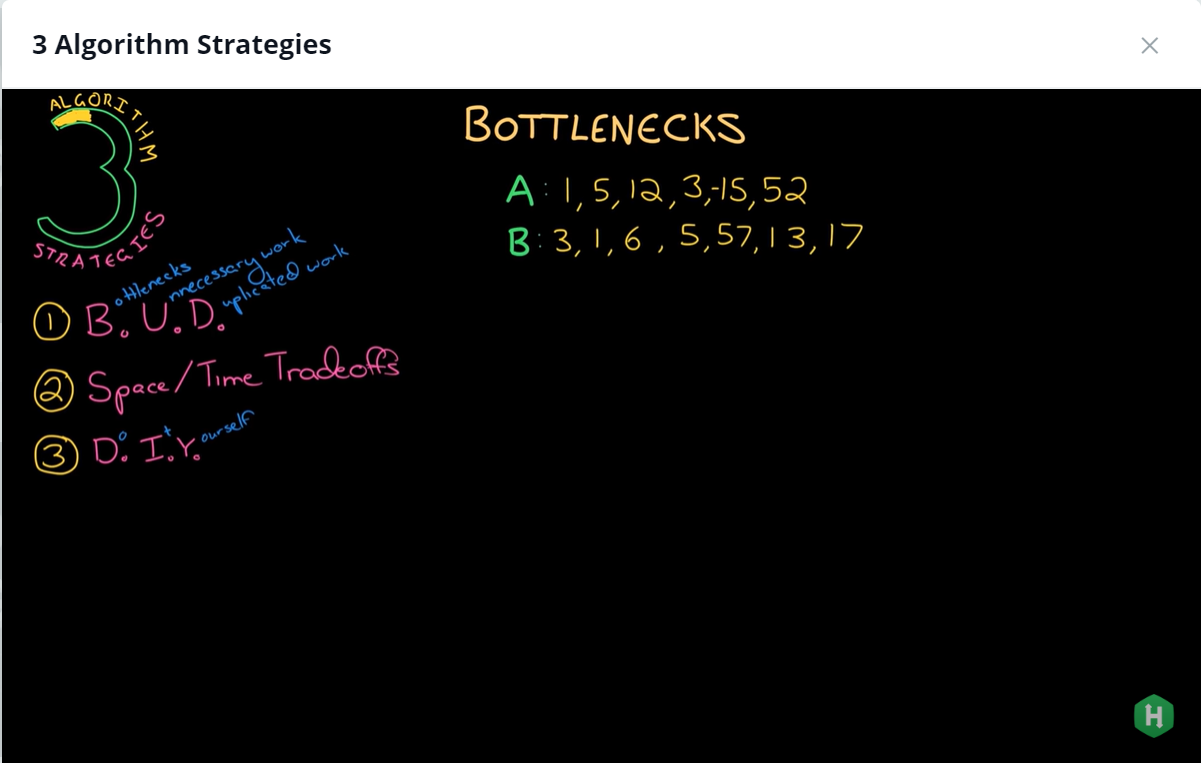 3 Algorithm Strategies
ALGORITHM
3
STRATEGIES
BOTTLENECKS
A: 1, 5, 12, 3, -15, 52
B: 3, 1, 6, 5, 57, 13, 17
① B.ottlenecks U.nnecessary work D.uplicated work
② Space/Time Tradeoffs
③ D.o I.t Y.ourself
H